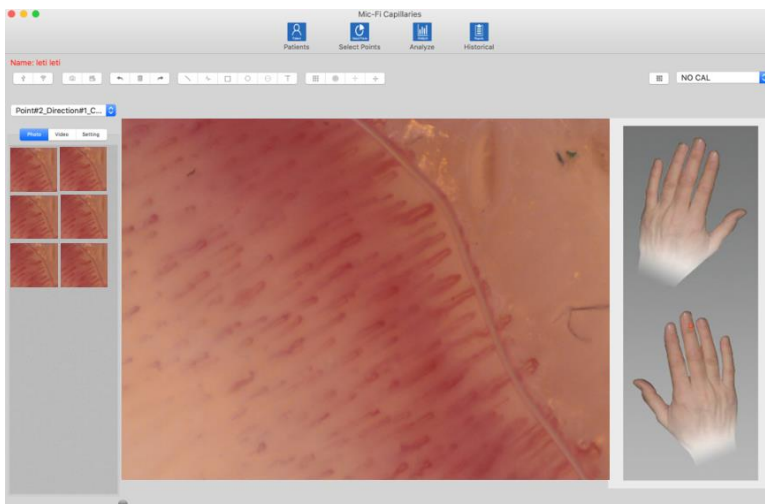 Mic-Fi Capillaries
Patients Select Points Analyze Historical
Name: leti leti
T
NO CAL
Point#2_Direction#1_C...
Photo Video Setting